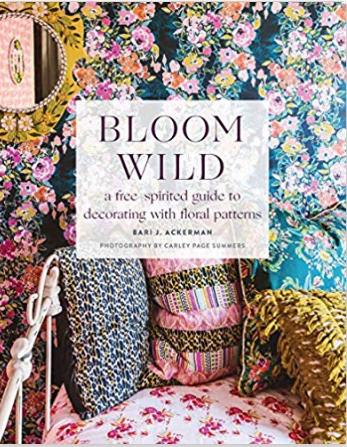 BLOOM
WILD
a free-spirited guide to
decorating with floral patterns
BARI J. ACKERMAN
PHOTOGRAPHY BY CARLEY PAGE SUMMERS